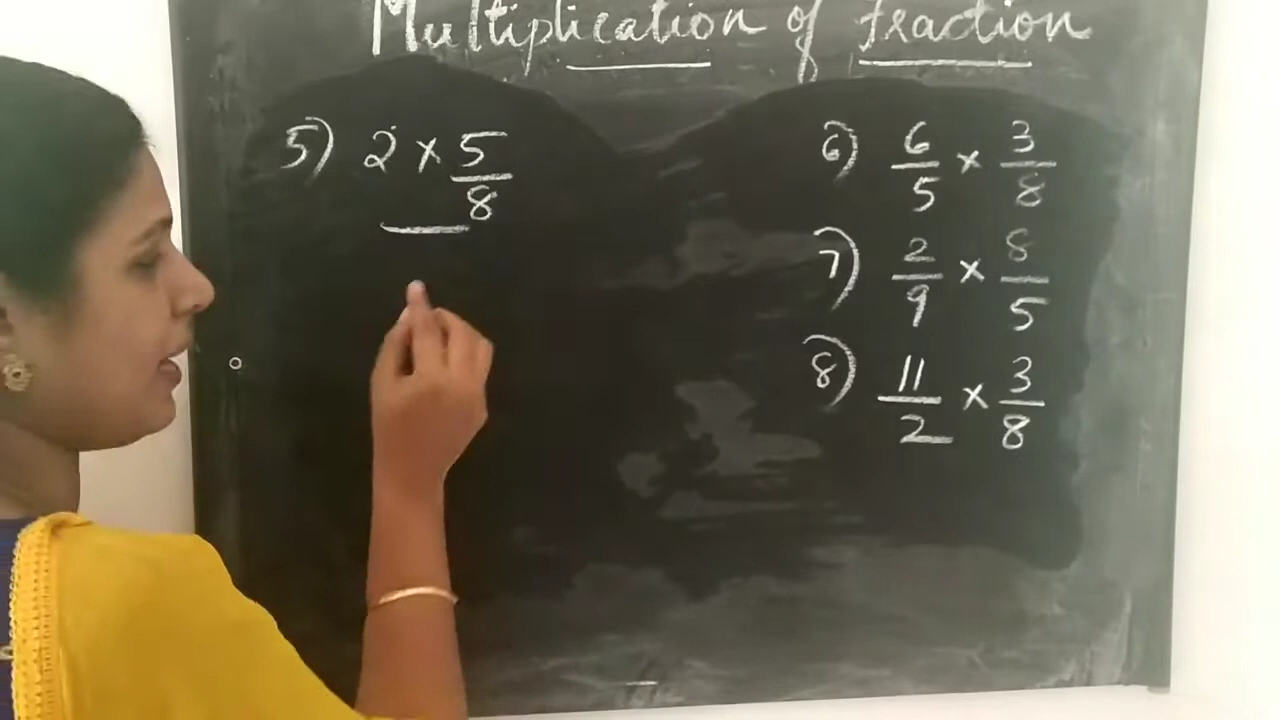 Multiplication of fraction
5) 2 × 5/8
6) 6/5 × 3/8
7) 2/9 × 8/5
8) 11/2 × 3/8